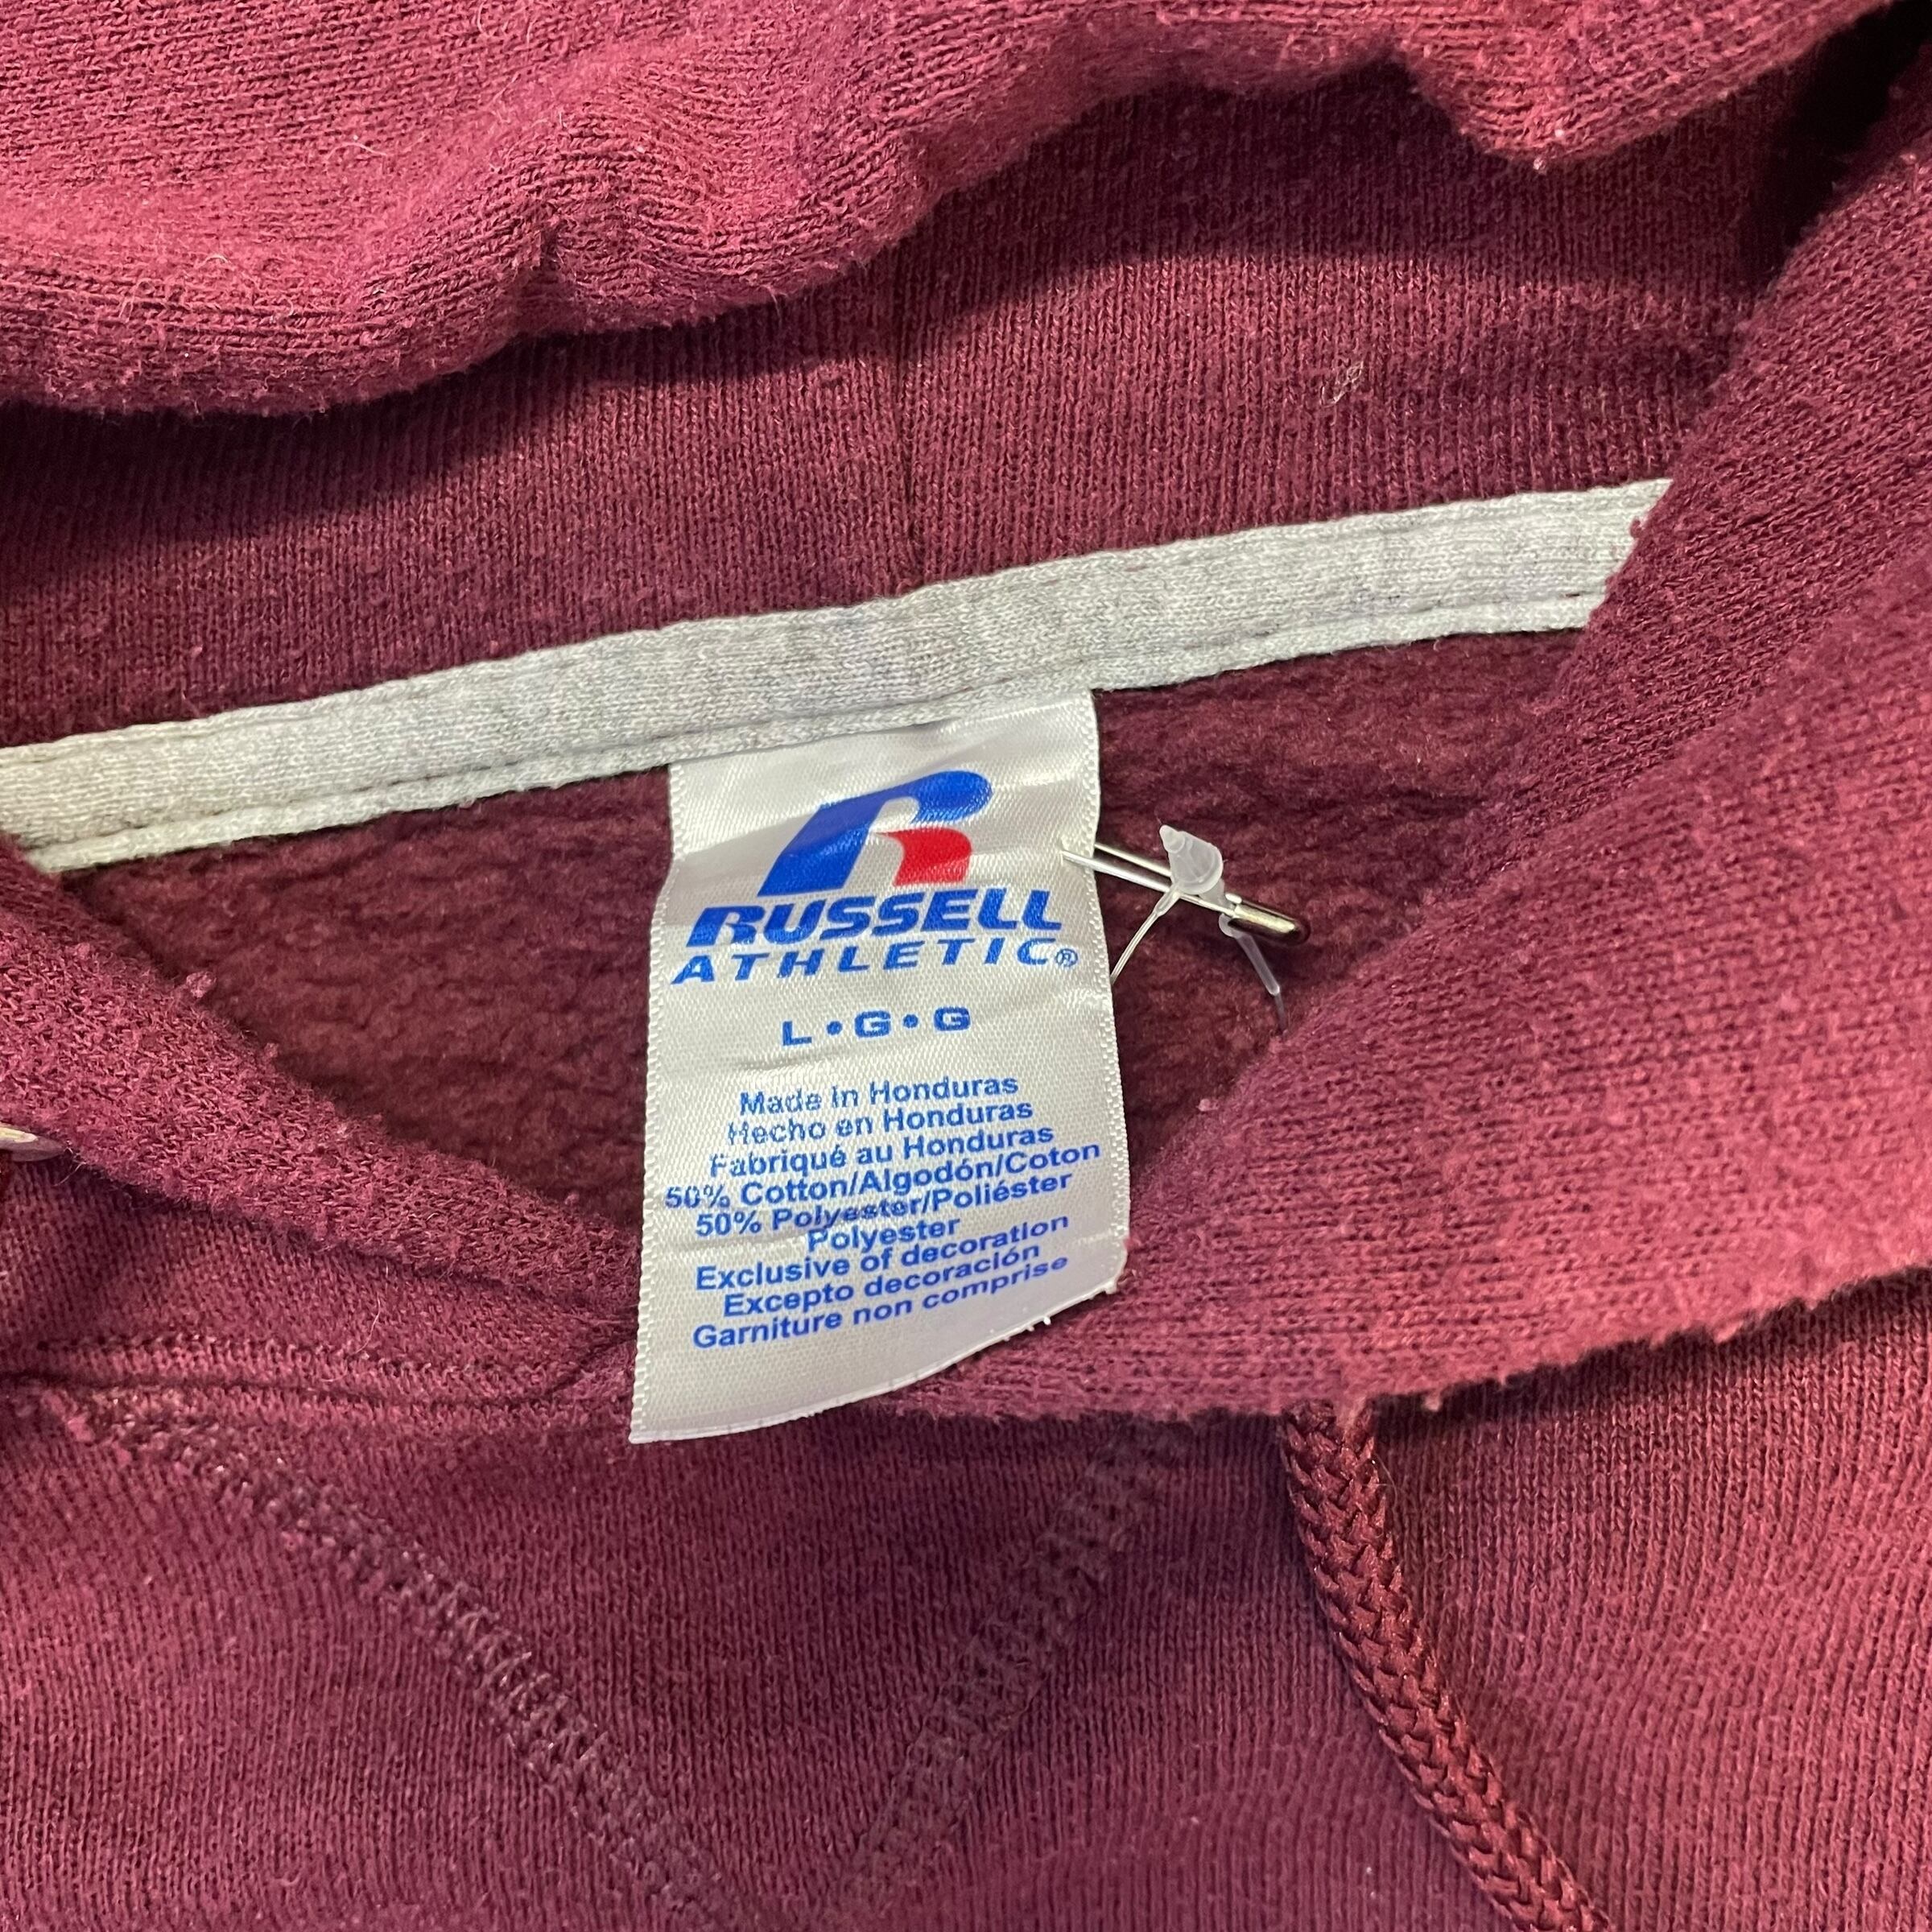 RUSSELL
ATHLETIC®
L•G•G
Made in Honduras
Hecho en Honduras
Fabriqué au Honduras
50% Cotton/Algodón/Coton
50% Polyester/Poliéster
Polyester
Exclusive of decoration
Excepto decoración
Garniture non comprise